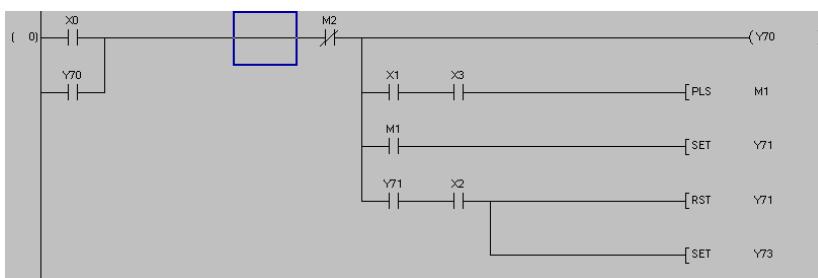 X0 M2
( 0) Y70
Y70 X1 X3
PLS M1
M1
SET Y71
Y71 X2
RST Y71
SET Y73